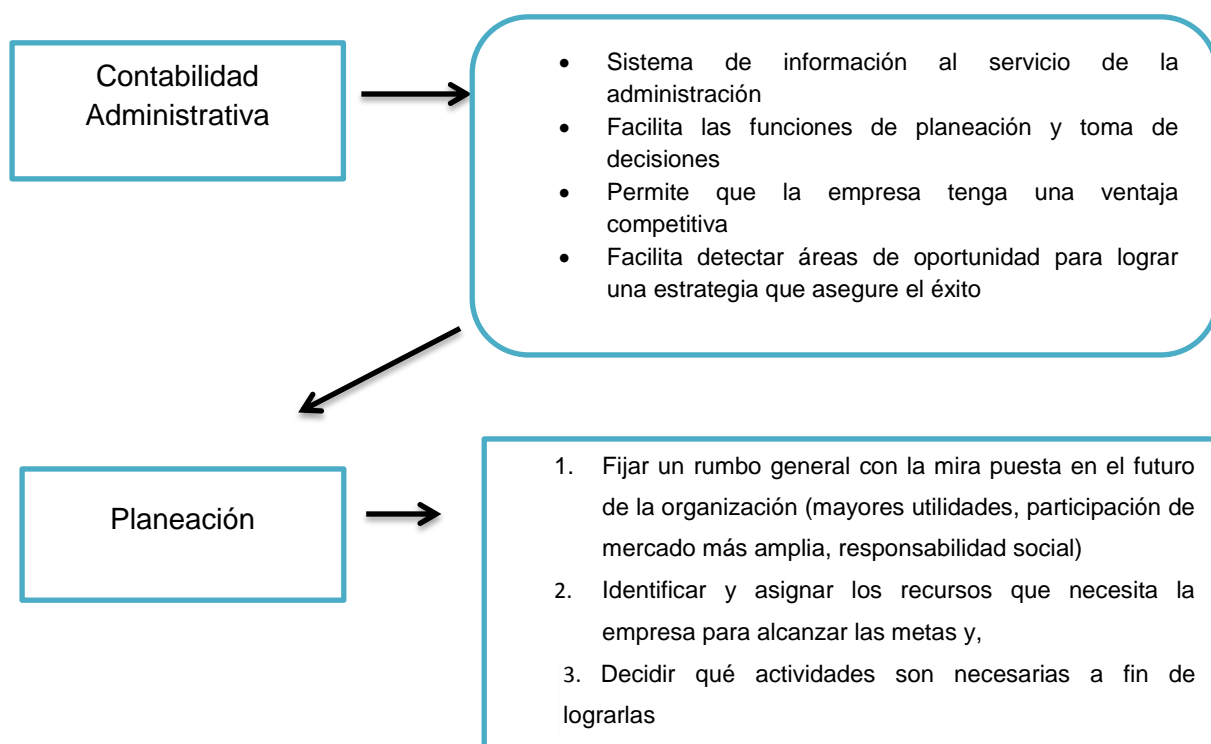 Contabilidad
Administrativa
• Sistema de información al servicio de la
administración
• Facilita las funciones de planeación y toma de
decisiones
• Permite que la empresa tenga una ventaja
competitiva
• Facilita detectar áreas de oportunidad para lograr
una estrategia que asegure el éxito
Planeación
1. Fijar un rumbo general con la mira puesta en el futuro
de la organización (mayores utilidades, participación de
mercado más amplia, responsabilidad social)
2. Identificar y asignar los recursos que necesita la
empresa para alcanzar las metas y,
3. Decidir qué actividades son necesarias a fin de
lograrlas